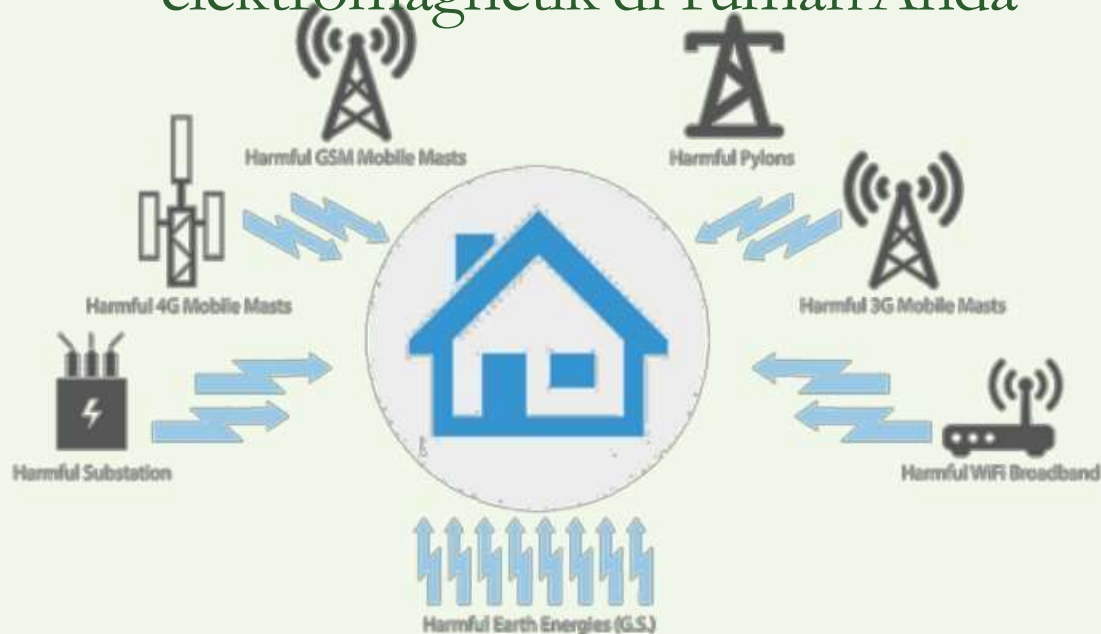 elektromagnetik di rumah Anda
Harmful GSM Mobile Masts
Harmful Pylons
Harmful 4G Mobile Masts
Harmful 3G Mobile Masts
Harmful Substation
Harmful WiFi Broadband
Harmful Earth Energies (G.S.)